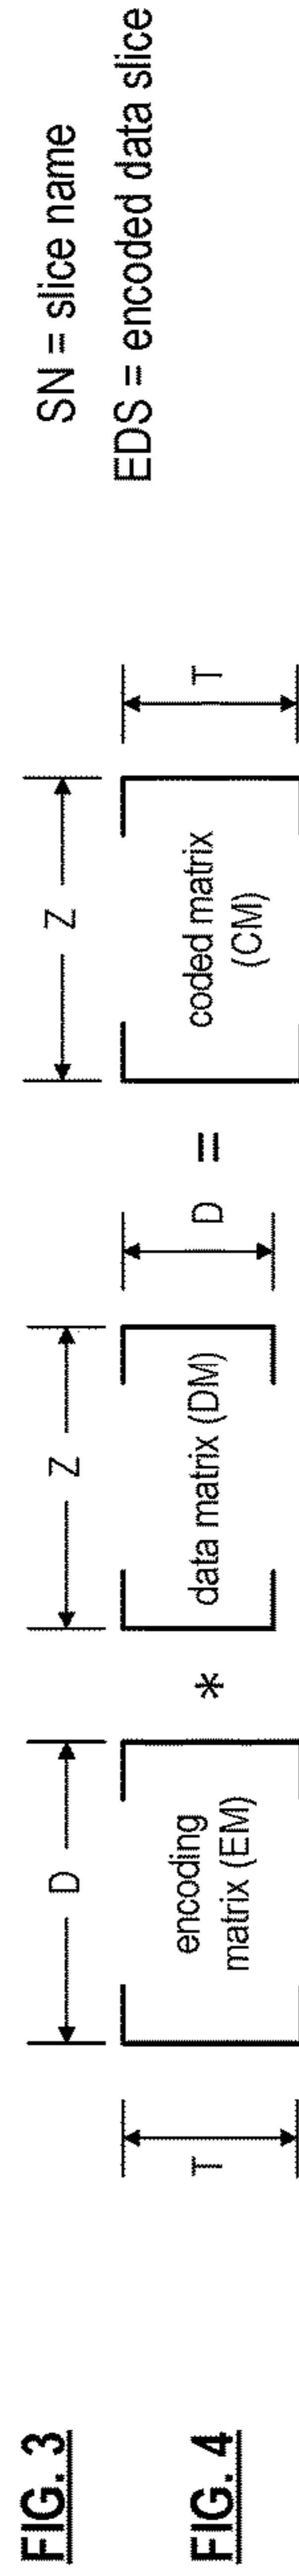 FIG. 3
SN = slice name
EDS = encoded data slice
FIG. 4
T
D
encoding
matrix (EM)
*
Z
data matrix (DM)
D
=
Z
coded matrix
(CM)
T